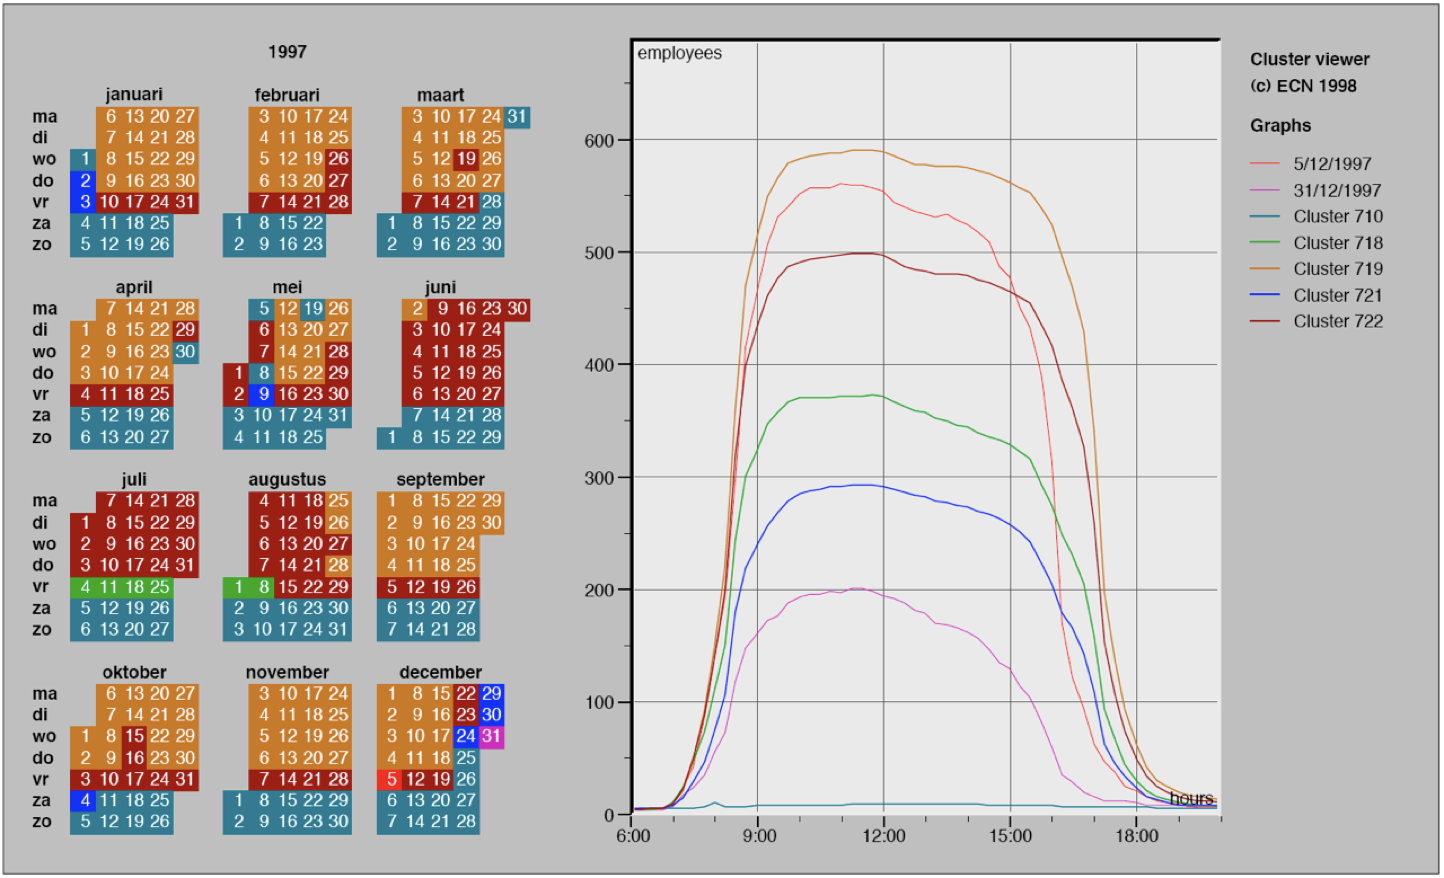 1997
januari februari maart
ma 6 13 20 27 3 10 17 24 3 10 17 24 31
di 7 14 21 28 4 11 18 25 4 11 18 25
wo 1 8 15 22 29 5 12 19 26 5 12 19 26
do 2 9 16 23 30 6 13 20 27 6 13 20 27
vr 3 10 17 24 31 7 14 21 28 7 14 21 28
za 4 11 18 25 1 8 15 22 1 8 15 22 29
zo 5 12 19 26 2 9 16 23 2 9 16 23 30
april mei juni
ma 7 14 21 28 5 12 19 26 2 9 16 23 30
di 1 8 15 22 29 6 13 20 27 3 10 17 24
wo 2 9 16 23 30 7 14 21 28 4 11 18 25
do 3 10 17 24 1 8 15 22 29 5 12 19 26
vr 4 11 18 25 2 9 16 23 30 6 13 20 27
za 5 12 19 26 3 10 17 24 31 7 14 21 28
zo 6 13 20 27 4 11 18 25 1 8 15 22 29
juli augustus september
ma 7 14 21 28 4 11 18 25 1 8 15 22 29
di 1 8 15 22 29 5 12 19 26 2 9 16 23 30
wo 2 9 16 23 30 6 13 20 27 3 10 17 24
do 3 10 17 24 31 7 14 21 28 4 11 18 25
vr 4 11 18 25 1 8 15 22 29 5 12 19 26
za 5 12 19 26 2 9 16 23 30 6 13 20 27
zo 6 13 20 27 3 10 17 24 31 7 14 21 28
oktober november december
ma 6 13 20 27 3 10 17 24 1 8 15 22 29
di 7 14 21 28 4 11 18 25 2 9 16 23 30
wo 1 8 15 22 29 5 12 19 26 3 10 17 24 31
do 2 9 16 23 30 6 13 20 27 4 11 18 25
vr 3 10 17 24 31 7 14 21 28 5 12 19 26
za 4 11 18 25 1 8 15 22 29 6 13 20 27
zo 5 12 19 26 2 9 16 23 30 7 14 21 28
employees
600
500
400
300
200
100
0
hours
6:00 9:00 12:00 15:00 18:00
Cluster viewer
(c) ECN 1998
Graphs
5/12/1997
31/12/1997
Cluster 710
Cluster 718
Cluster 719
Cluster 721
Cluster 722